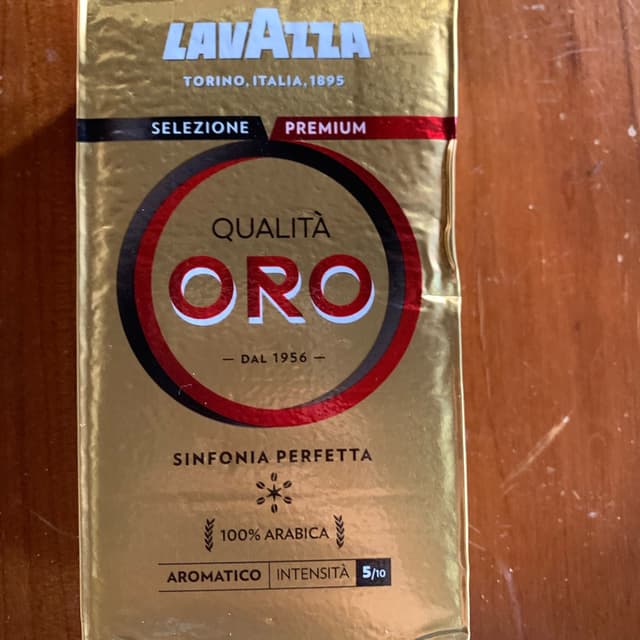 LAVAZZA
TORINO, ITALIA, 1895
SELEZIONE PREMIUM
QUALITÀ
ORO
— DAL 1956 —
SINFONIA PERFETTA
100% ARABICA
AROMATICO INTENSITÀ 5/10